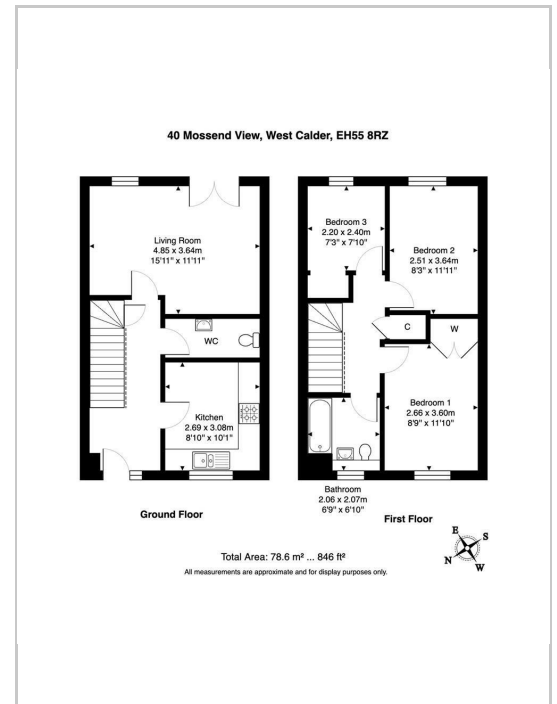 40 Mossend View, West Calder, EH55 8RZ
Living Room
4.85 x 3.64m
15'11" x 11'11"
WC
Kitchen
2.69 x 3.08m
8'10" x 10'1"
Ground Floor
Bedroom 3
2.20 x 2.40m
7'3" x 7'10"
Bedroom 2
2.51 x 3.64m
8'3" x 11'11"
C
W
Bedroom 1
2.66 x 3.60m
8'9" x 11'10"
Bathroom
2.06 x 2.07m
6'9" x 6'10"
First Floor
E
S
N
W
Total Area: 78.6 m² ... 846 ft²
All measurements are approximate and for display purposes only.